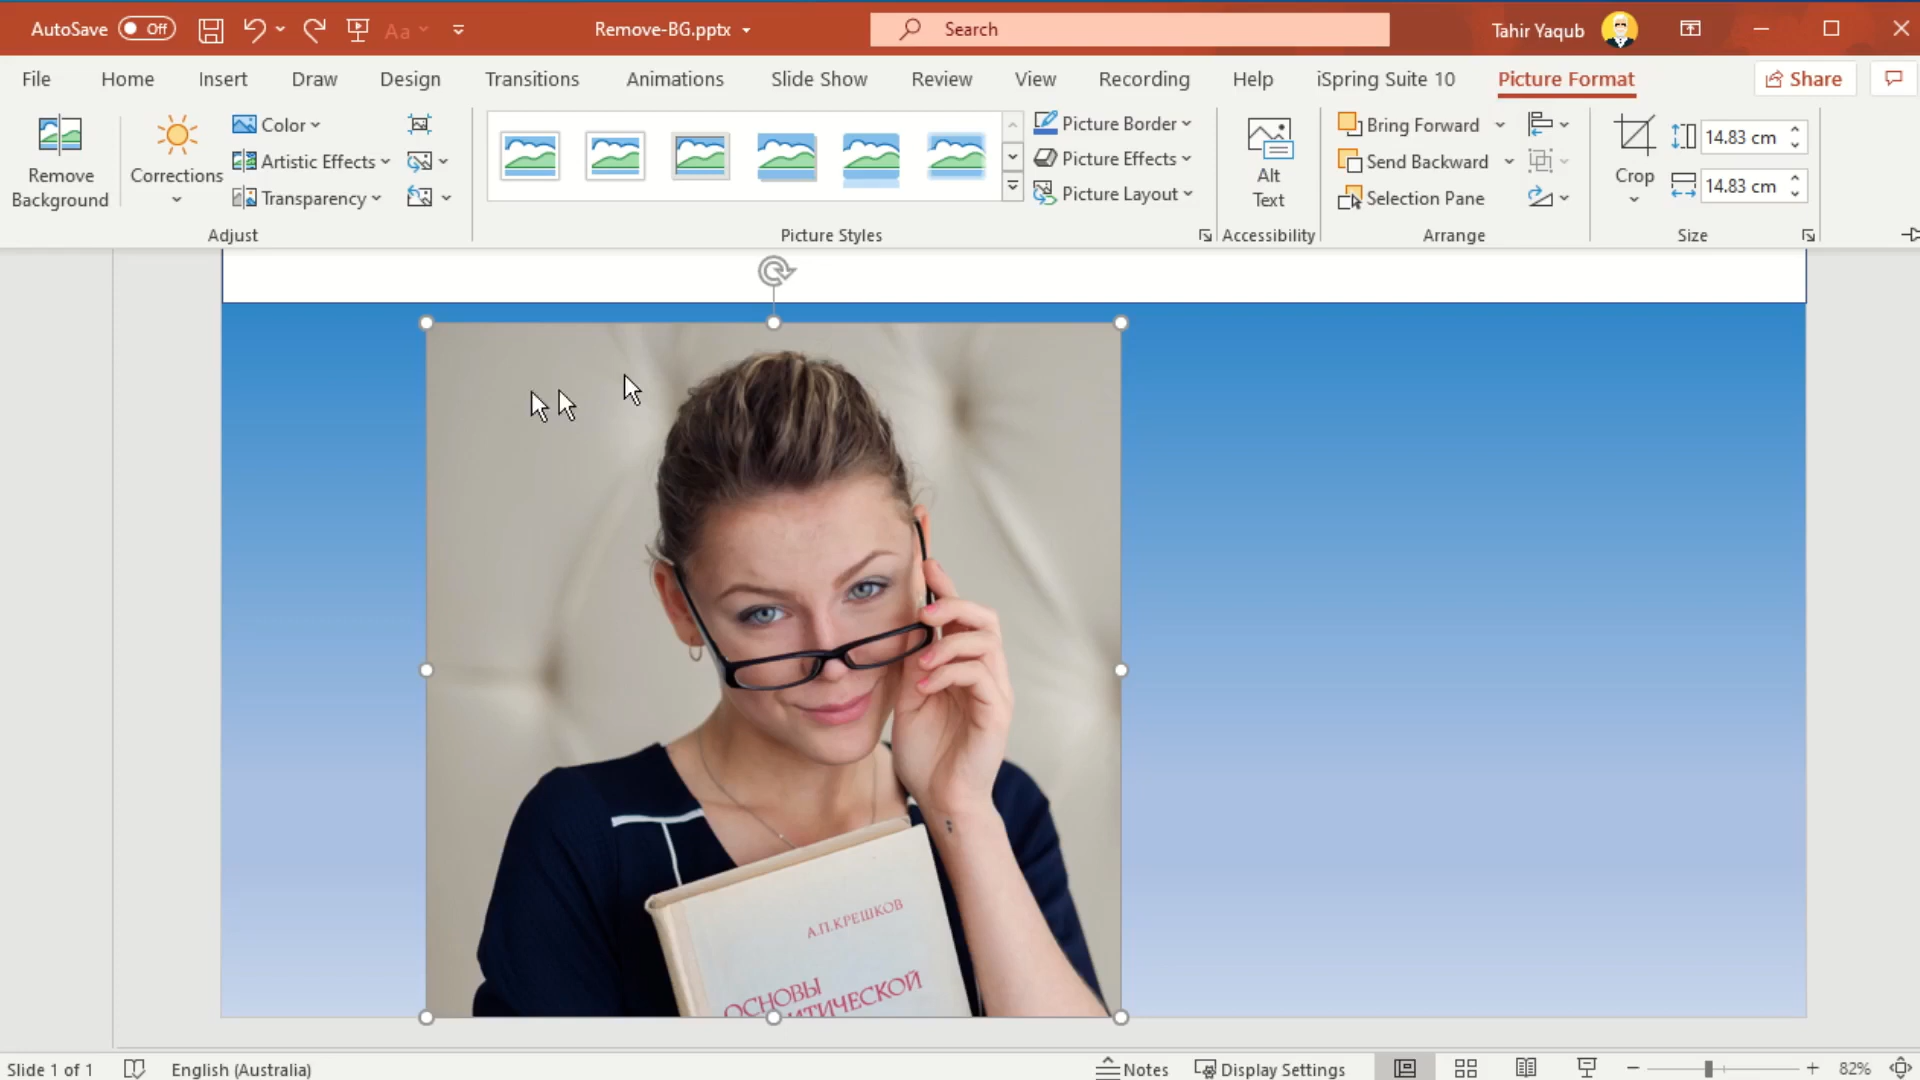 AutoSave Off Remove-BG.pptx Search Tahir Yaqub
File Home Insert Draw Design Transitions Animations Slide Show Review View Recording Help iSpring Suite 10 Picture Format Share
Remove Background
Corrections
Color
Artistic Effects
Transparency
Adjust
Picture Border
Picture Effects
Picture Layout
Picture Styles
Alt Text
Accessibility
Bring Forward
Send Backward
Selection Pane
Arrange
Crop
14.83 cm
14.83 cm
Size
А.П.КРЕШКОВ
ОСНОВЫ
ИТИЧЕСКОЙ
Slide 1 of 1 English (Australia) Notes Display Settings 82%